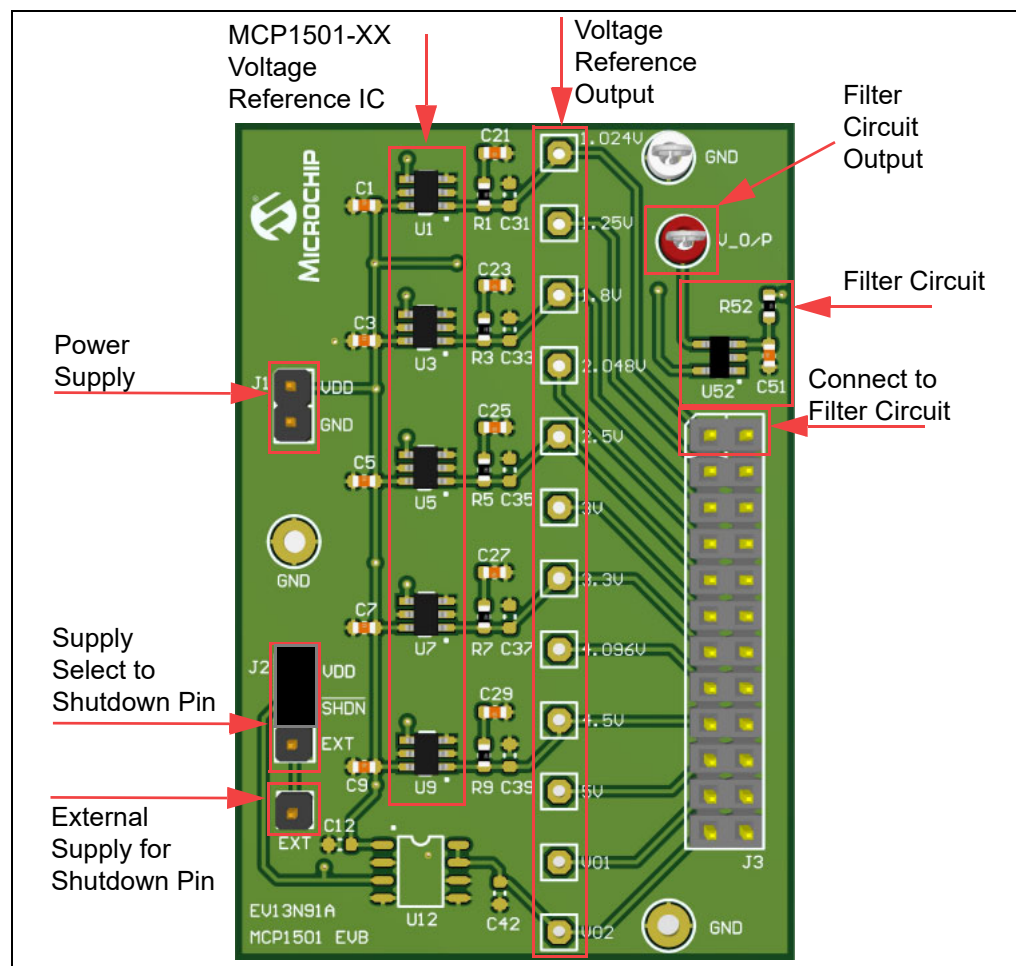 MCP1501-XX
Voltage
Reference IC
Voltage
Reference
Output
Filter
Circuit
Output
Filter Circuit
Connect to
Filter Circuit
Power
Supply
Supply
Select to
Shutdown Pin
External
Supply for
Shutdown Pin
MICROCHIP
C21
1.024V
GND
C1
U1
R1 C31
1.25V
V_O/P
C23
1.8V
R52
C3
U3
R3 C33
2.048V
U52
C51
J1
VDD
GND
C25
2.5V
C5
U5
R5 C35
3V
GND
C27
3.3V
C7
U7
R7 C37
4.096V
J2
VDD
SHDN
EXT
C29
4.5V
C9
U9
R9 C39
5V
EXT
C12
U12
C42
VO1
J3
VO2
GND
EV13N91A
MCP1501 EVB